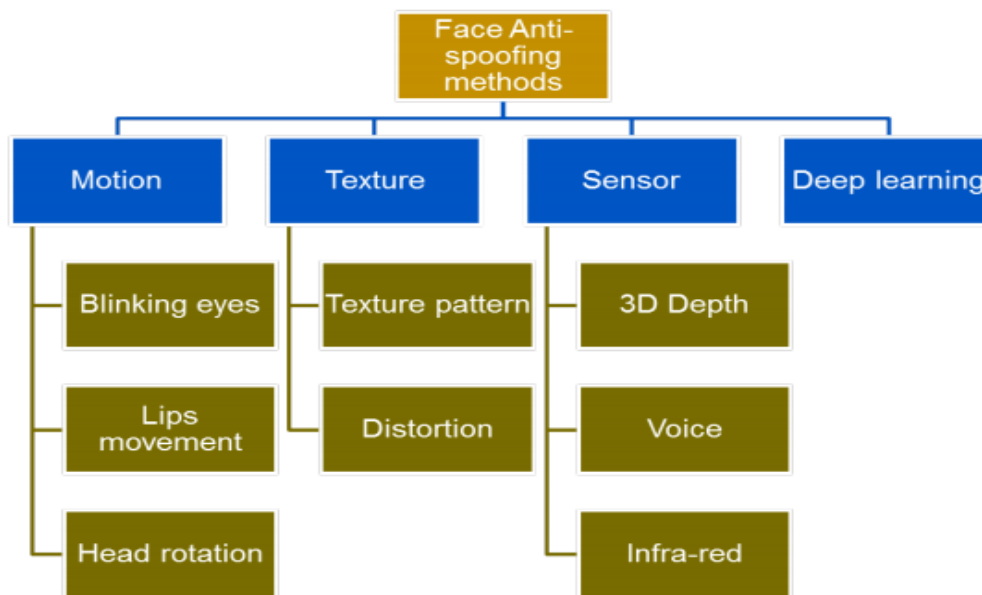 Face Anti-
spoofing
methods
Motion
Texture
Sensor
Deep learning
Blinking eyes
Texture pattern
3D Depth
Lips
movement
Distortion
Voice
Head rotation
Infra-red